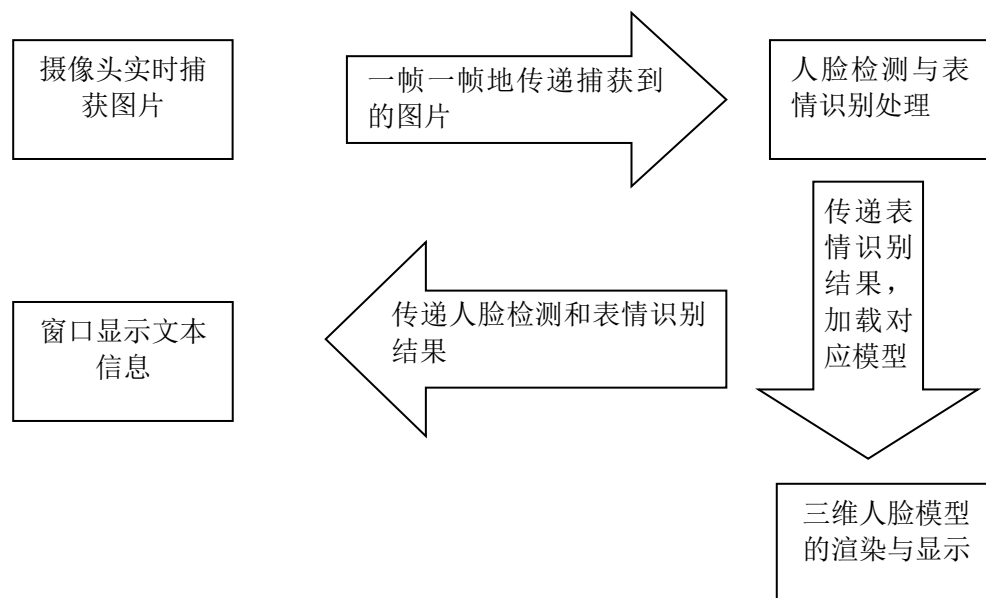 摄像头实时捕
获图片
一帧一帧地传递捕获到
的图片
人脸检测与表
情识别处理
传递表
情识别
结果，
加载对
应模型
传递人脸检测和表情识别
结果
窗口显示文本
信息
三维人脸模型
的渲染与显示